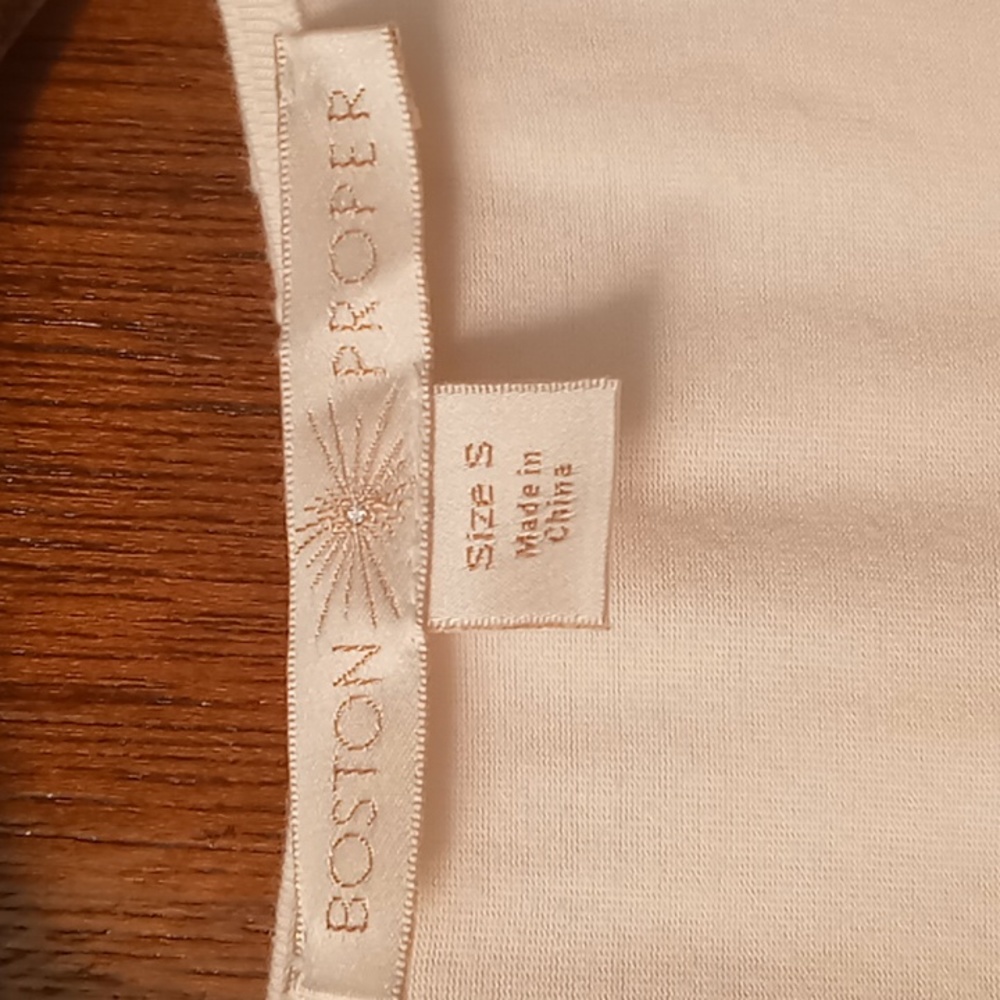 BOSTON PROPER
Size S
Made in
China